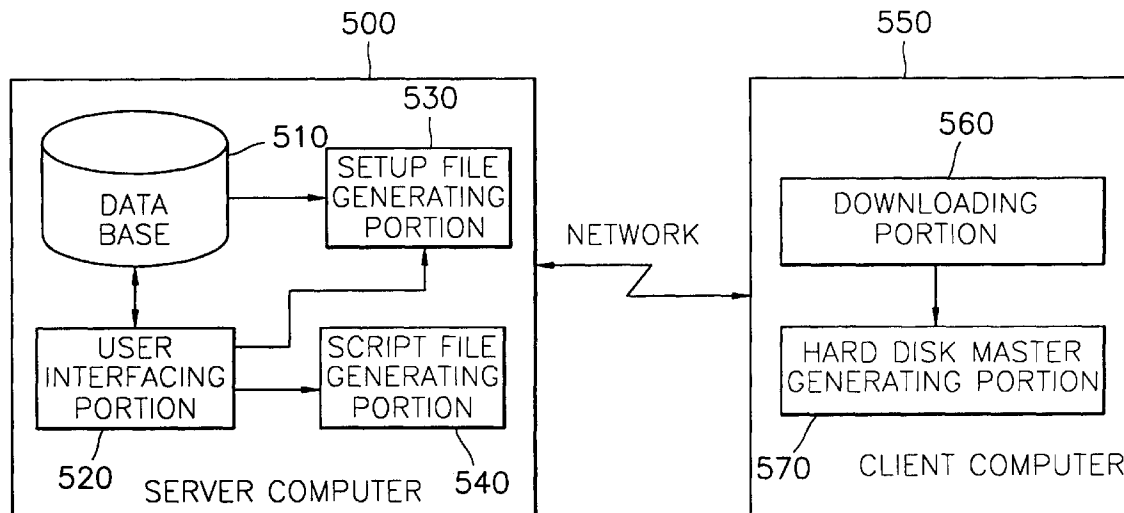 500
550
510
530
560
DATA
BASE
SETUP FILE
GENERATING
PORTION
NETWORK
DOWNLOADING
PORTION
USER
INTERFACING
PORTION
SCRIPT FILE
GENERATING
PORTION
HARD DISK MASTER
GENERATING PORTION
520
540
570
SERVER COMPUTER
CLIENT COMPUTER